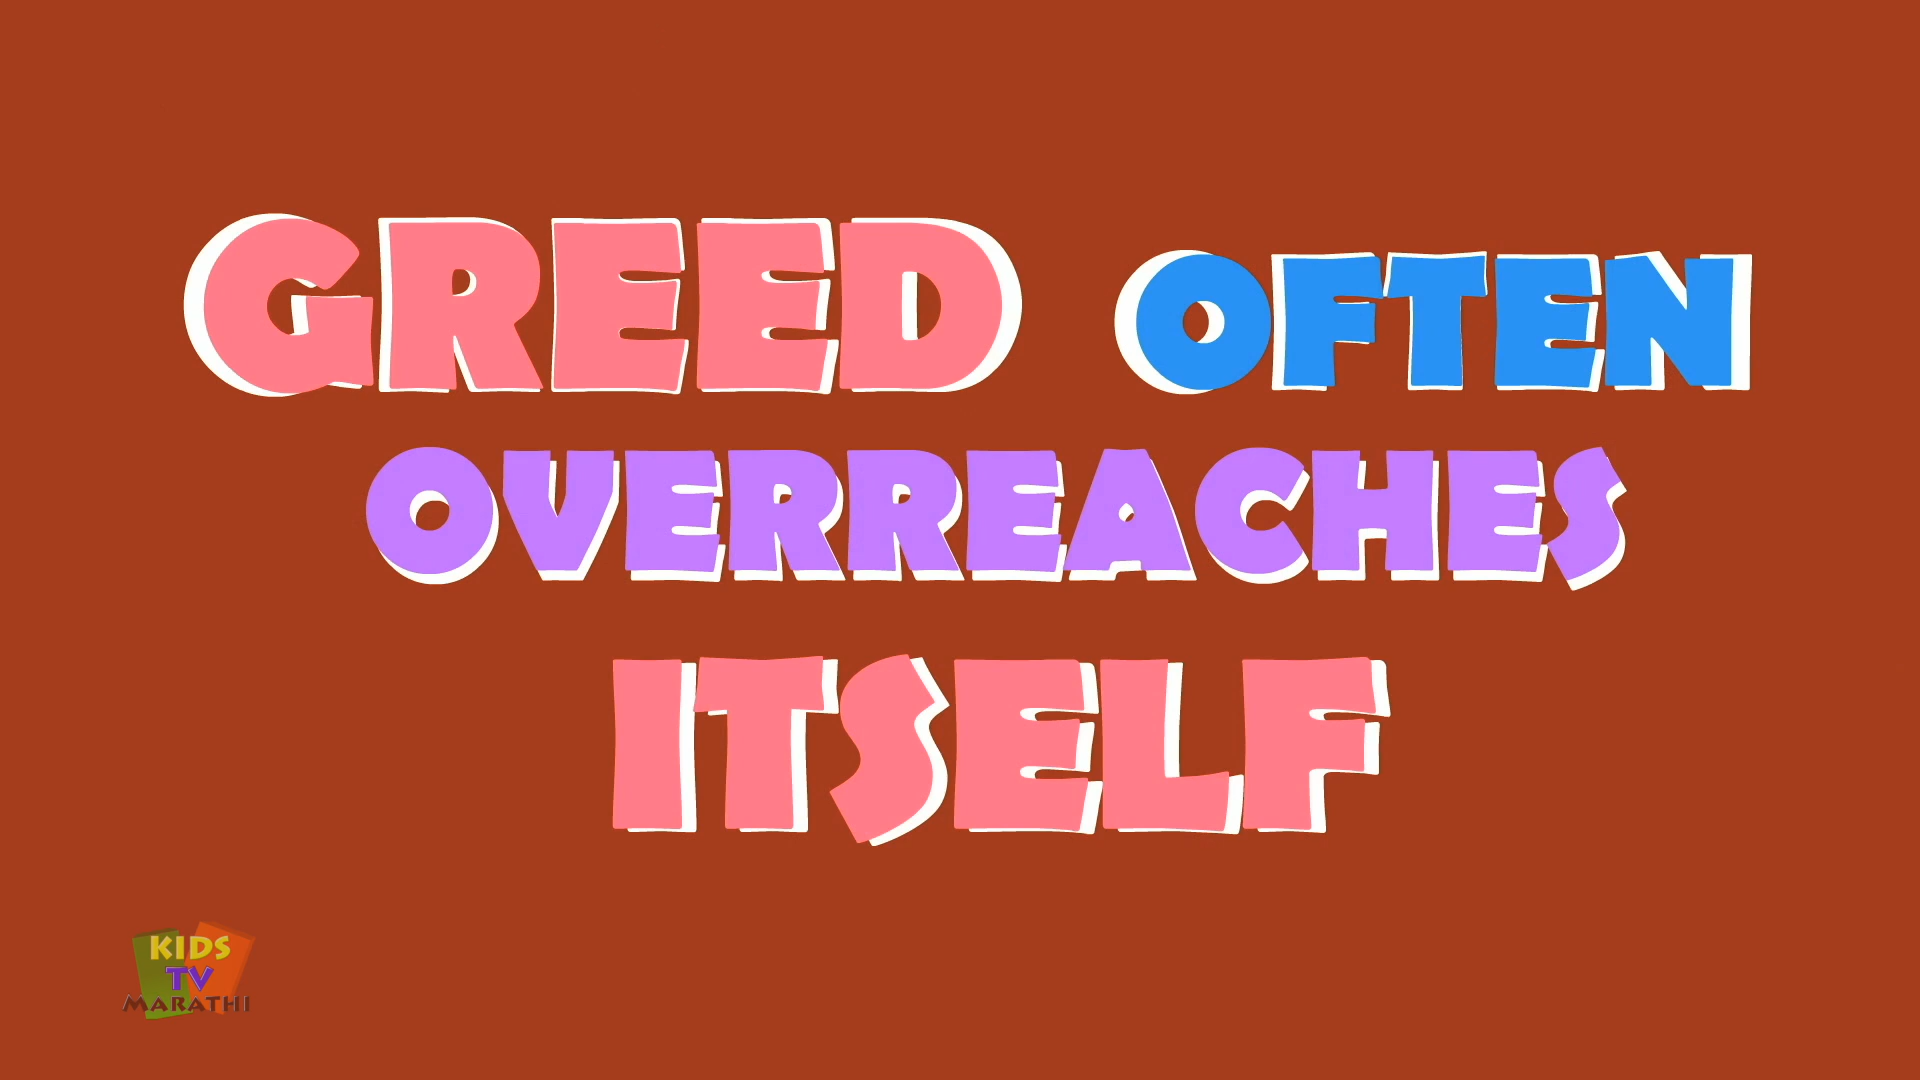 GREED OFTEN
OVERREACHES
ITSELF
KIDS
TV
MARATHI